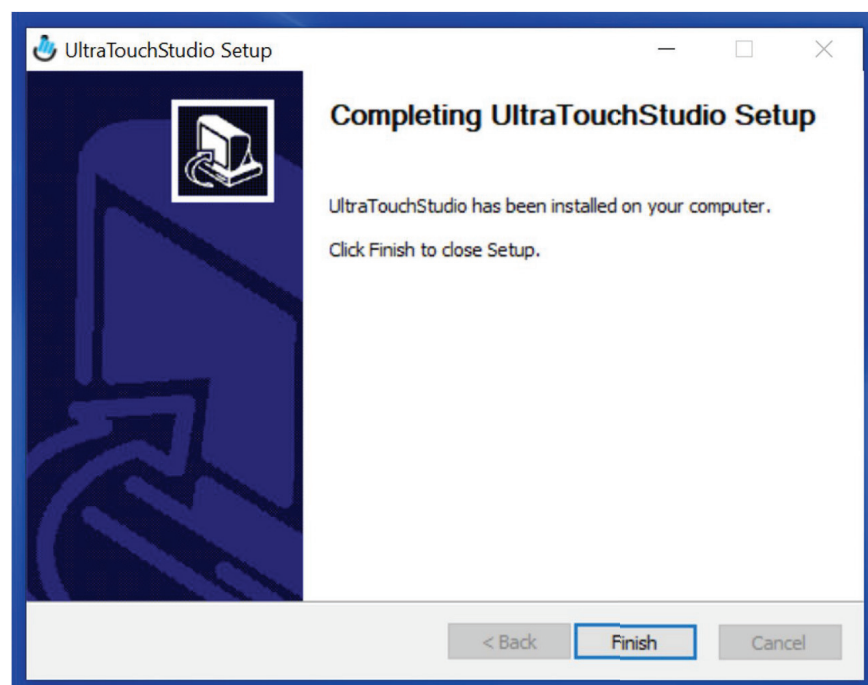 UltraTouchStudio Setup
Completing UltraTouchStudio Setup
UltraTouchStudio has been installed on your computer.
Click Finish to close Setup.
< Back
Finish
Cancel